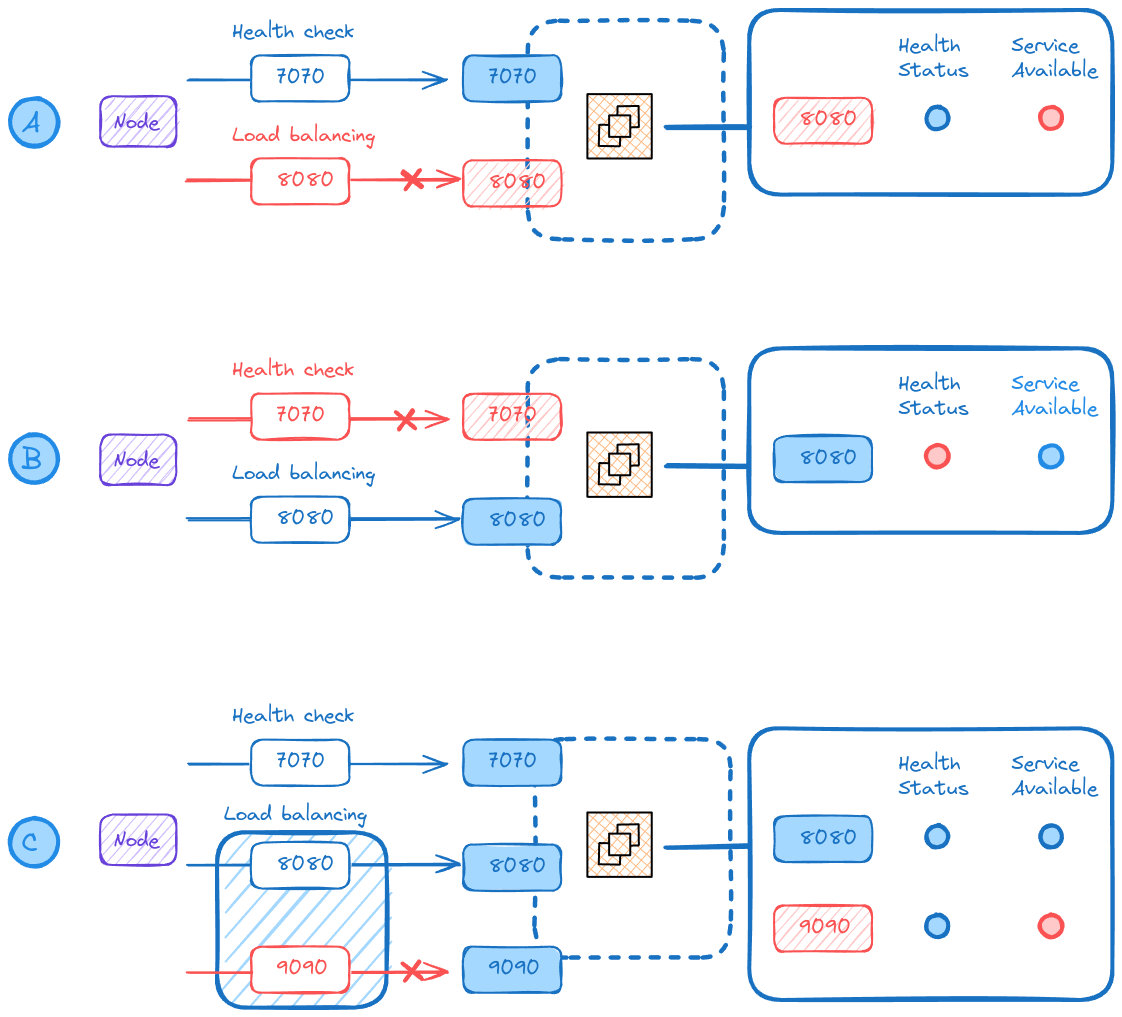 A
Node
Health check
7070
7070
Load balancing
8080
8080
Health
Status
Service
Available
8080
B
Node
Health check
7070
7070
Load balancing
8080
8080
Health
Status
Service
Available
8080
C
Node
Health check
7070
7070
Load balancing
8080
8080
9090
9090
Health
Status
Service
Available
8080
9090